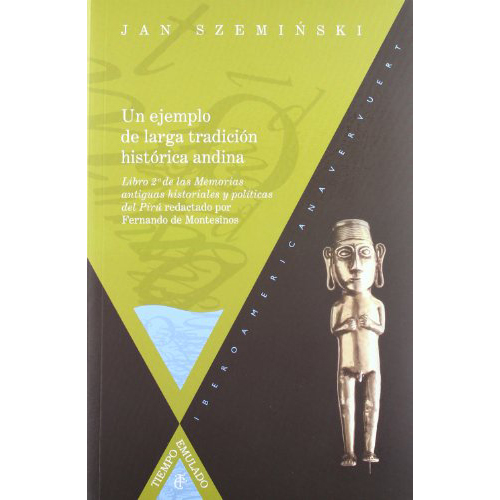 JAN SZEMIŃSKI
Un ejemplo
de larga tradición
histórica andina
Libro 2º de las Memorias
antiguas historiales y políticas
del Pirú redactado por
Fernando de Montesinos
IBEROAMERICANA VERVUERT
TIEMPO
EMULADO